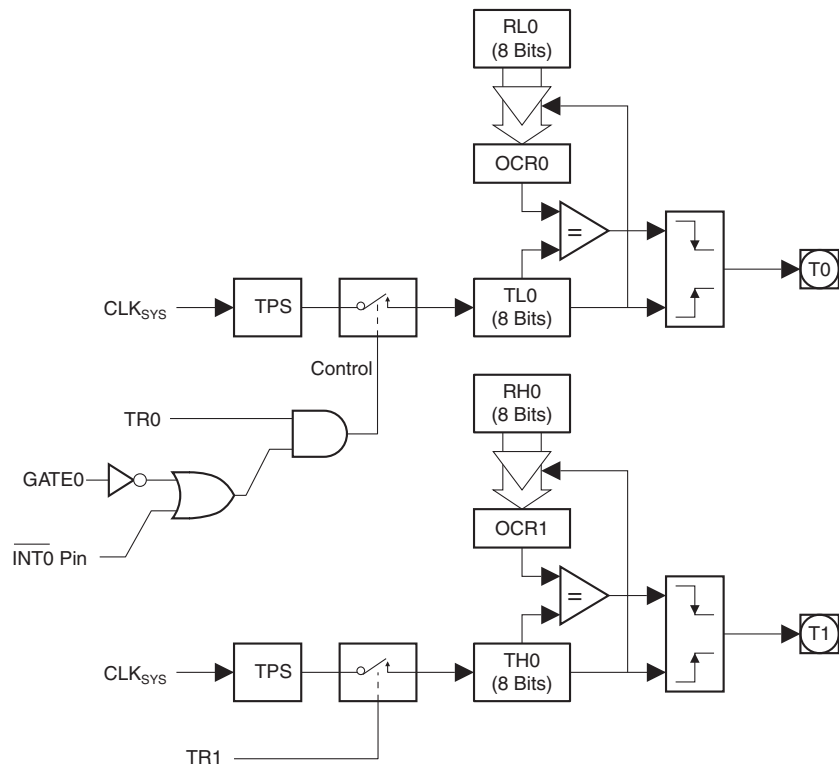 RL0
(8 Bits)
OCR0
=
T0
CLKSYS
TPS
TL0
(8 Bits)
Control
TR0
RH0
(8 Bits)
GATE0
INT0 Pin
OCR1
=
T1
CLKSYS
TPS
TH0
(8 Bits)
TR1